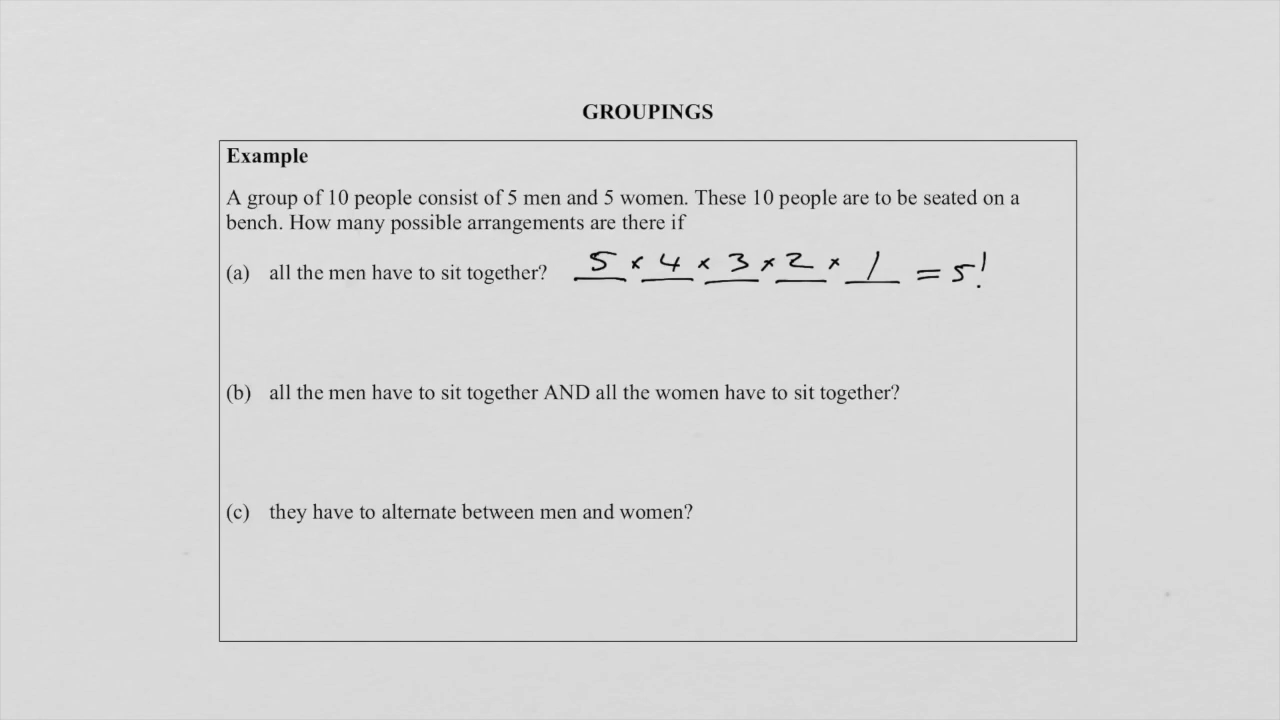 GROUPINGS
Example
A group of 10 people consist of 5 men and 5 women. These 10 people are to be seated on a
bench. How many possible arrangements are there if
(a) all the men have to sit together? 5 × 4 × 3 × 2 × 1 = 5!
(b) all the men have to sit together AND all the women have to sit together?
(c) they have to alternate between men and women?